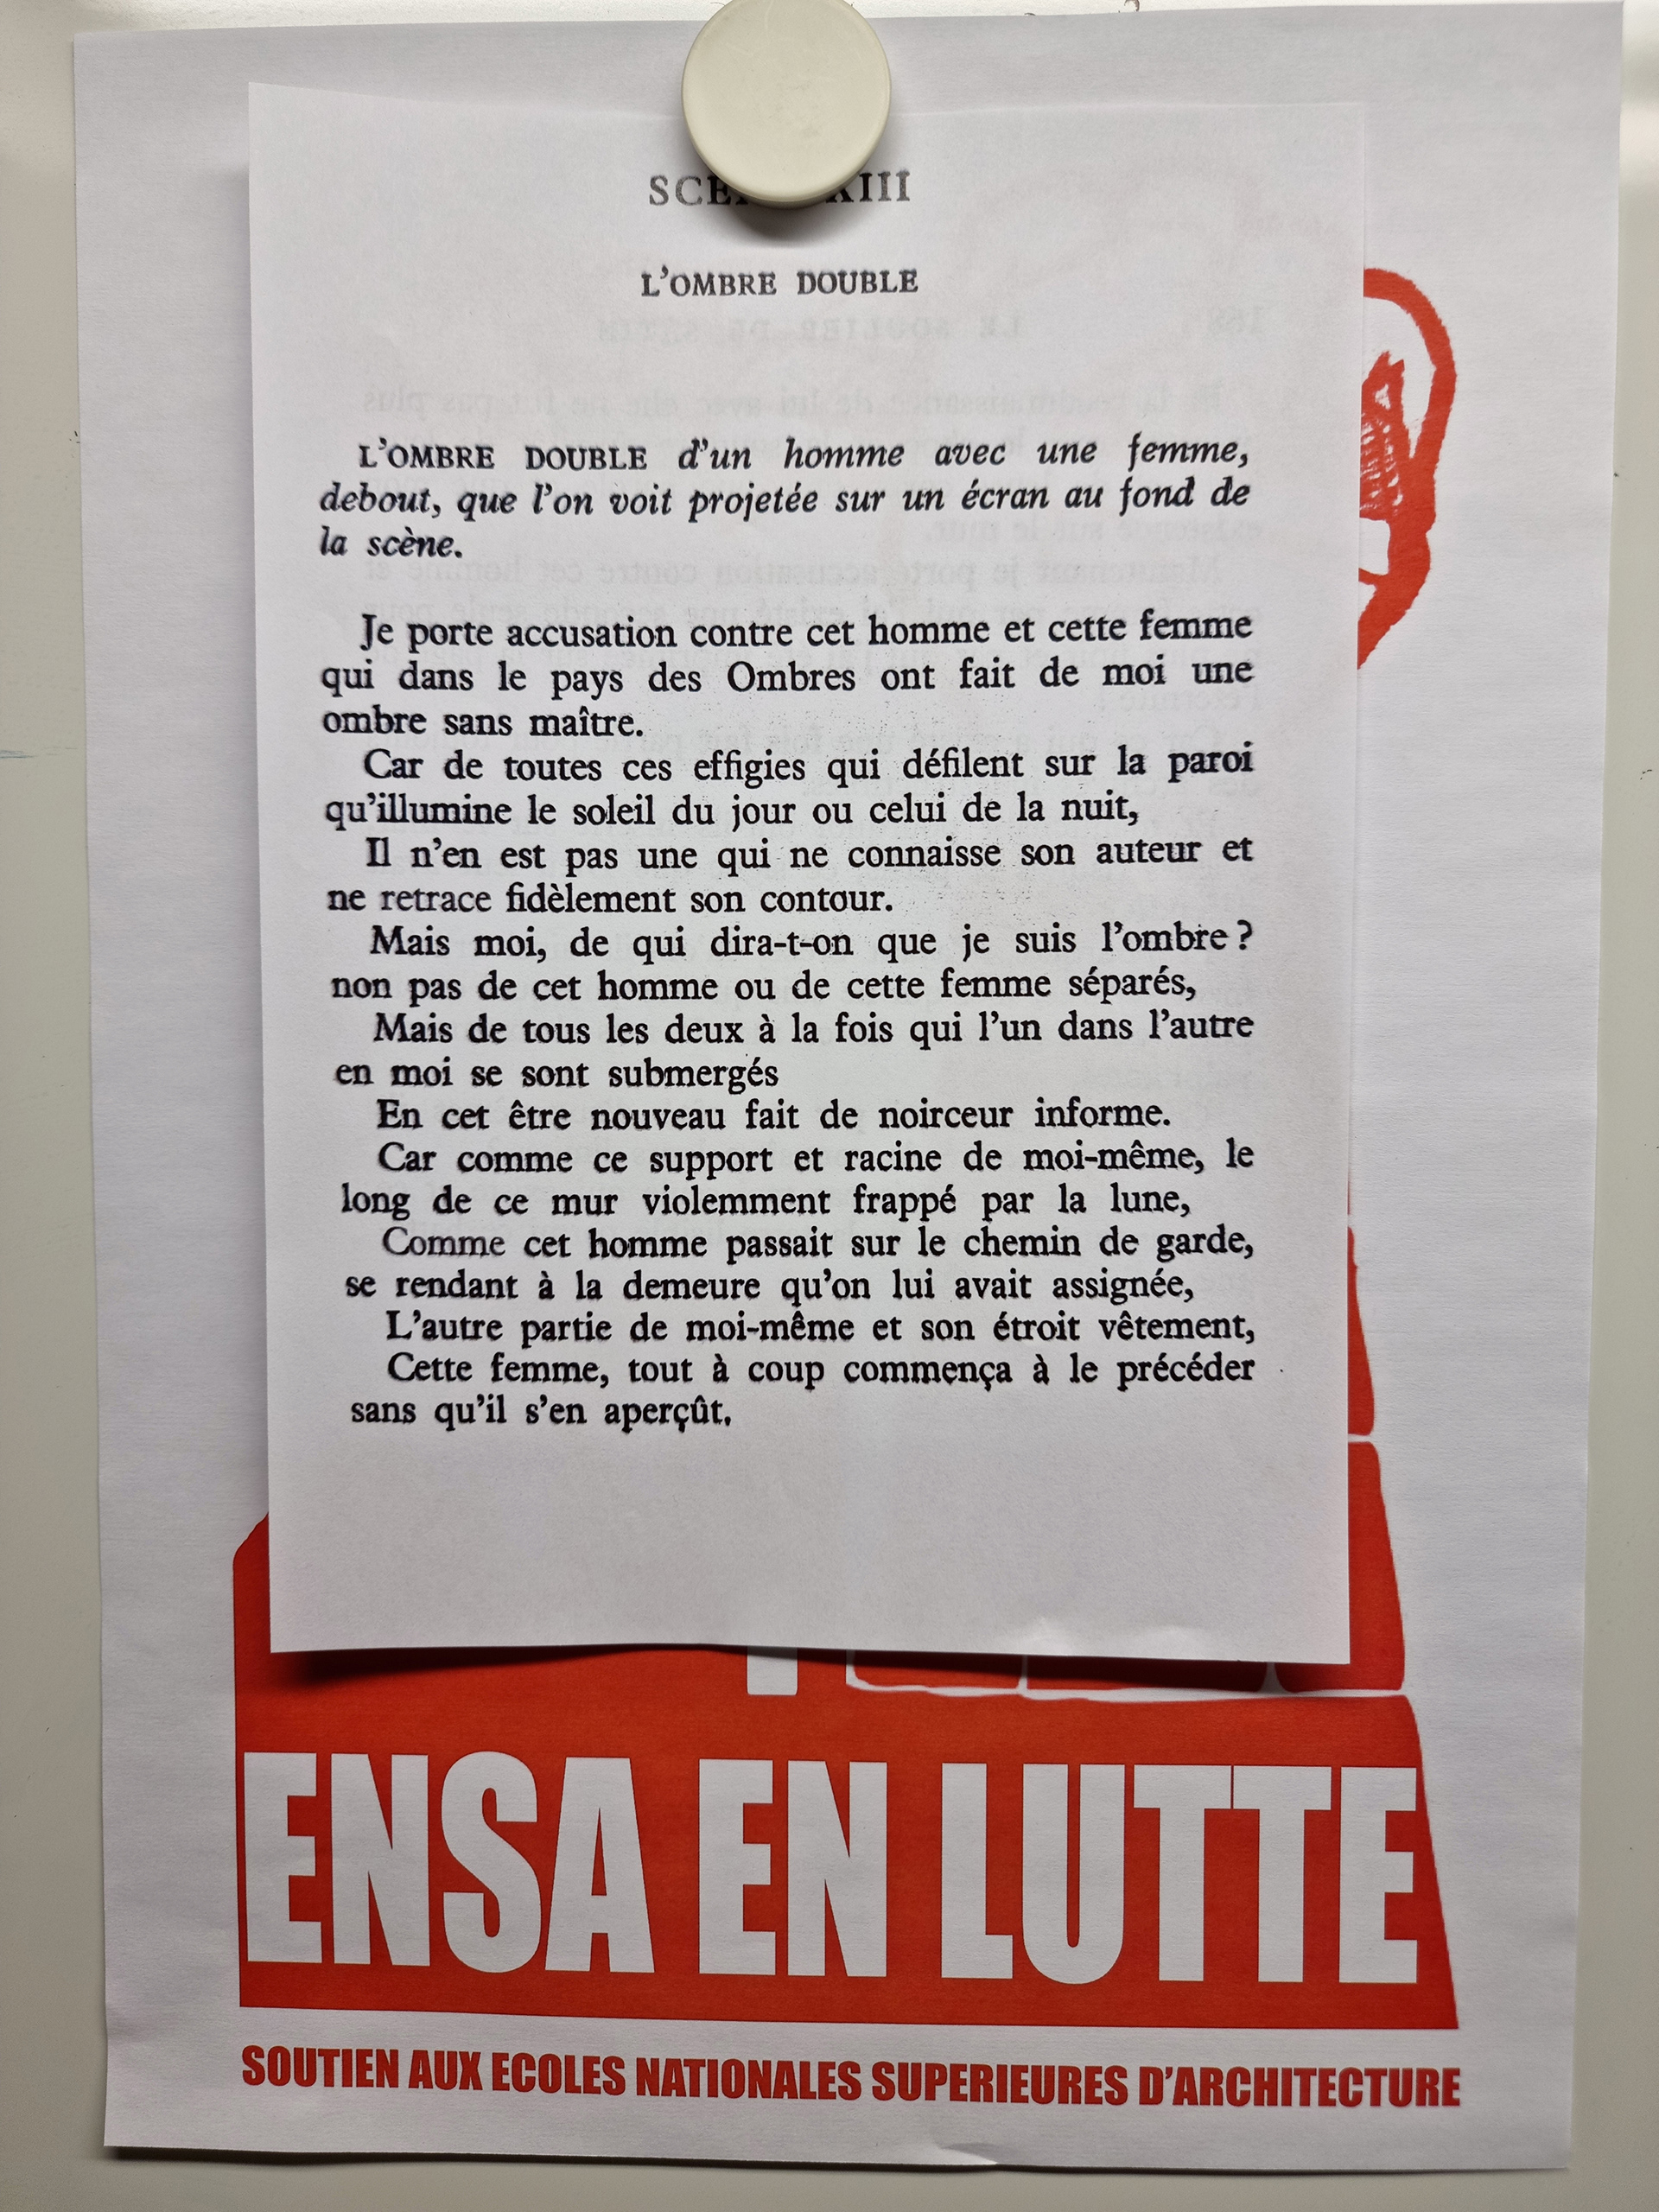 XIII
L'OMBRE DOUBLE
L'OMBRE DOUBLE d'un homme avec une femme,
debout, que l'on voit projetée sur un écran au fond de
la scène.
Je porte accusation contre cet homme et cette femme
qui dans le pays des Ombres ont fait de moi une
ombre sans maître.
Car de toutes ces effigies qui défilent sur la paroi
qu'illumine le soleil du jour ou celui de la nuit,
Il n'en est pas une qui ne connaisse son auteur et
ne retrace fidèlement son contour.
Mais moi, de qui dira-t-on que je suis l'ombre ?
non pas de cet homme ou de cette femme séparés,
Mais de tous les deux à la fois qui l'un dans l'autre
en moi se sont submergés
En cet être nouveau fait de noirceur informe.
Car comme ce support et racine de moi-même, le
long de ce mur violemment frappé par la lune,
Comme cet homme passait sur le chemin de garde,
se rendant à la demeure qu'on lui avait assignée,
L'autre partie de moi-même et son étroit vêtement,
Cette femme, tout à coup commença à le précéder
sans qu'il s'en aperçût.
ENSA EN LUTTE
SOUTIEN AUX ECOLES NATIONALES SUPERIEURES D'ARCHITECTURE